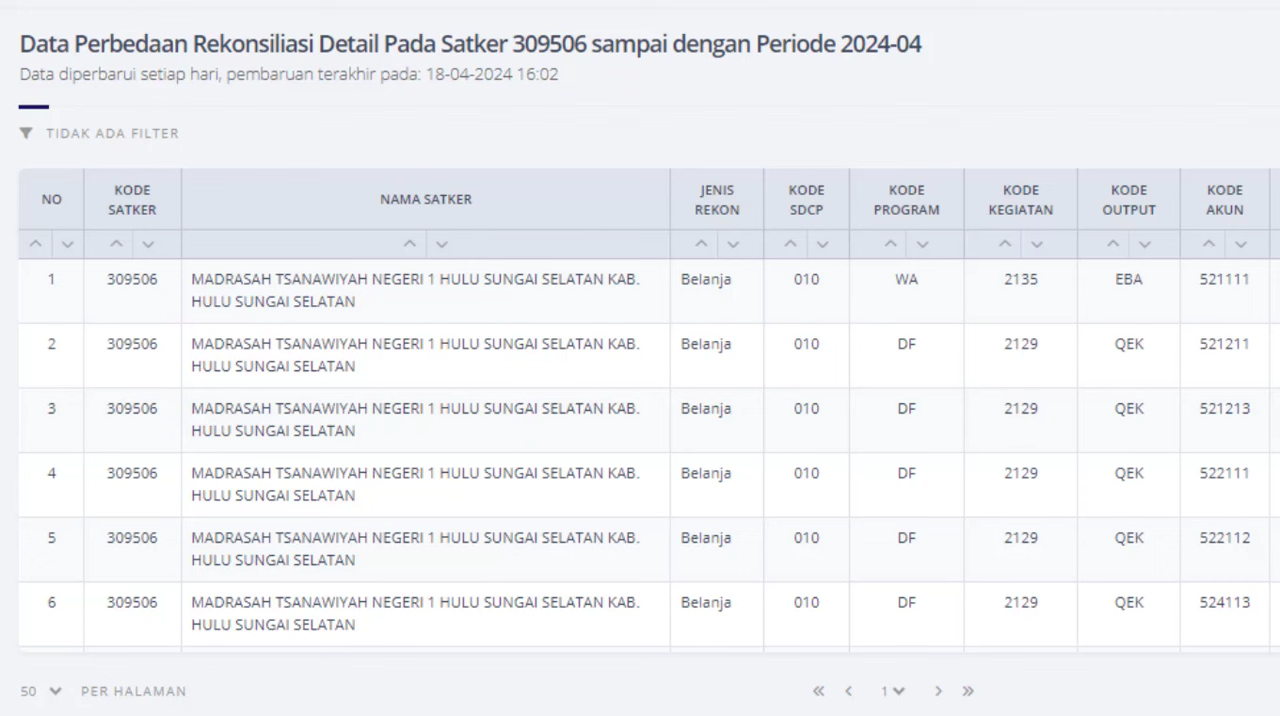 Data Perbedaan Rekonsiliasi Detail Pada Satker 309506 sampai dengan Periode 2024-04
Data diperbarui setiap hari, pembaruan terakhir pada: 18-04-2024 16:02
TIDAK ADA FILTER
NO KODE SATKER NAMA SATKER JENIS REKON KODE SDCP KODE PROGRAM KODE KEGIATAN KODE OUTPUT KODE AKUN
1 309506 MADRASAH TSANAWIYAH NEGERI 1 HULU SUNGAI SELATAN KAB. Belanja 010 WA 2135 EBA 521111
HULU SUNGAI SELATAN
2 309506 MADRASAH TSANAWIYAH NEGERI 1 HULU SUNGAI SELATAN KAB. Belanja 010 DF 2129 QEK 521211
HULU SUNGAI SELATAN
3 309506 MADRASAH TSANAWIYAH NEGERI 1 HULU SUNGAI SELATAN KAB. Belanja 010 DF 2129 QEK 521213
HULU SUNGAI SELATAN
4 309506 MADRASAH TSANAWIYAH NEGERI 1 HULU SUNGAI SELATAN KAB. Belanja 010 DF 2129 QEK 522111
HULU SUNGAI SELATAN
5 309506 MADRASAH TSANAWIYAH NEGERI 1 HULU SUNGAI SELATAN KAB. Belanja 010 DF 2129 QEK 522112
HULU SUNGAI SELATAN
6 309506 MADRASAH TSANAWIYAH NEGERI 1 HULU SUNGAI SELATAN KAB. Belanja 010 DF 2129 QEK 524113
HULU SUNGAI SELATAN
50 PER HALAMAN « ‹ 1 › »